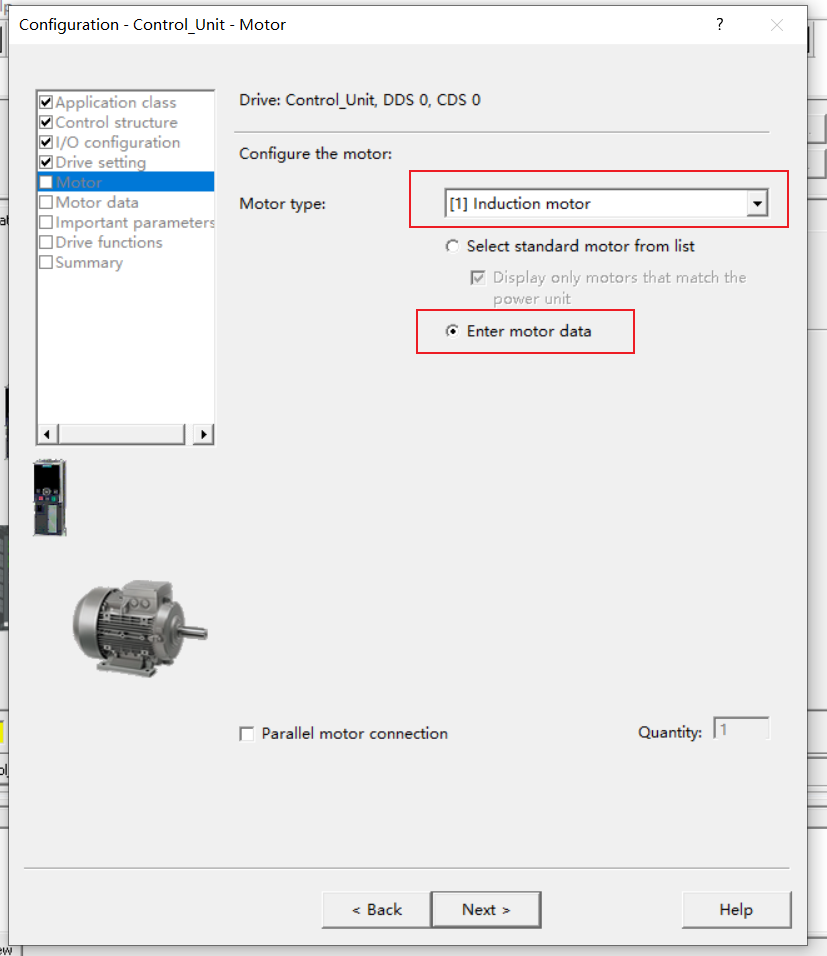 Configuration - Control_Unit - Motor
?
Application class
Control structure
I/O configuration
Drive setting
Motor
Motor data
Important parameters
Drive functions
Summary
Drive: Control_Unit, DDS 0, CDS 0
Configure the motor:
Motor type:
[1] Induction motor
Select standard motor from list
Display only motors that match the
power unit
Enter motor data
Parallel motor connection
Quantity:
1
< Back
Next >
Help